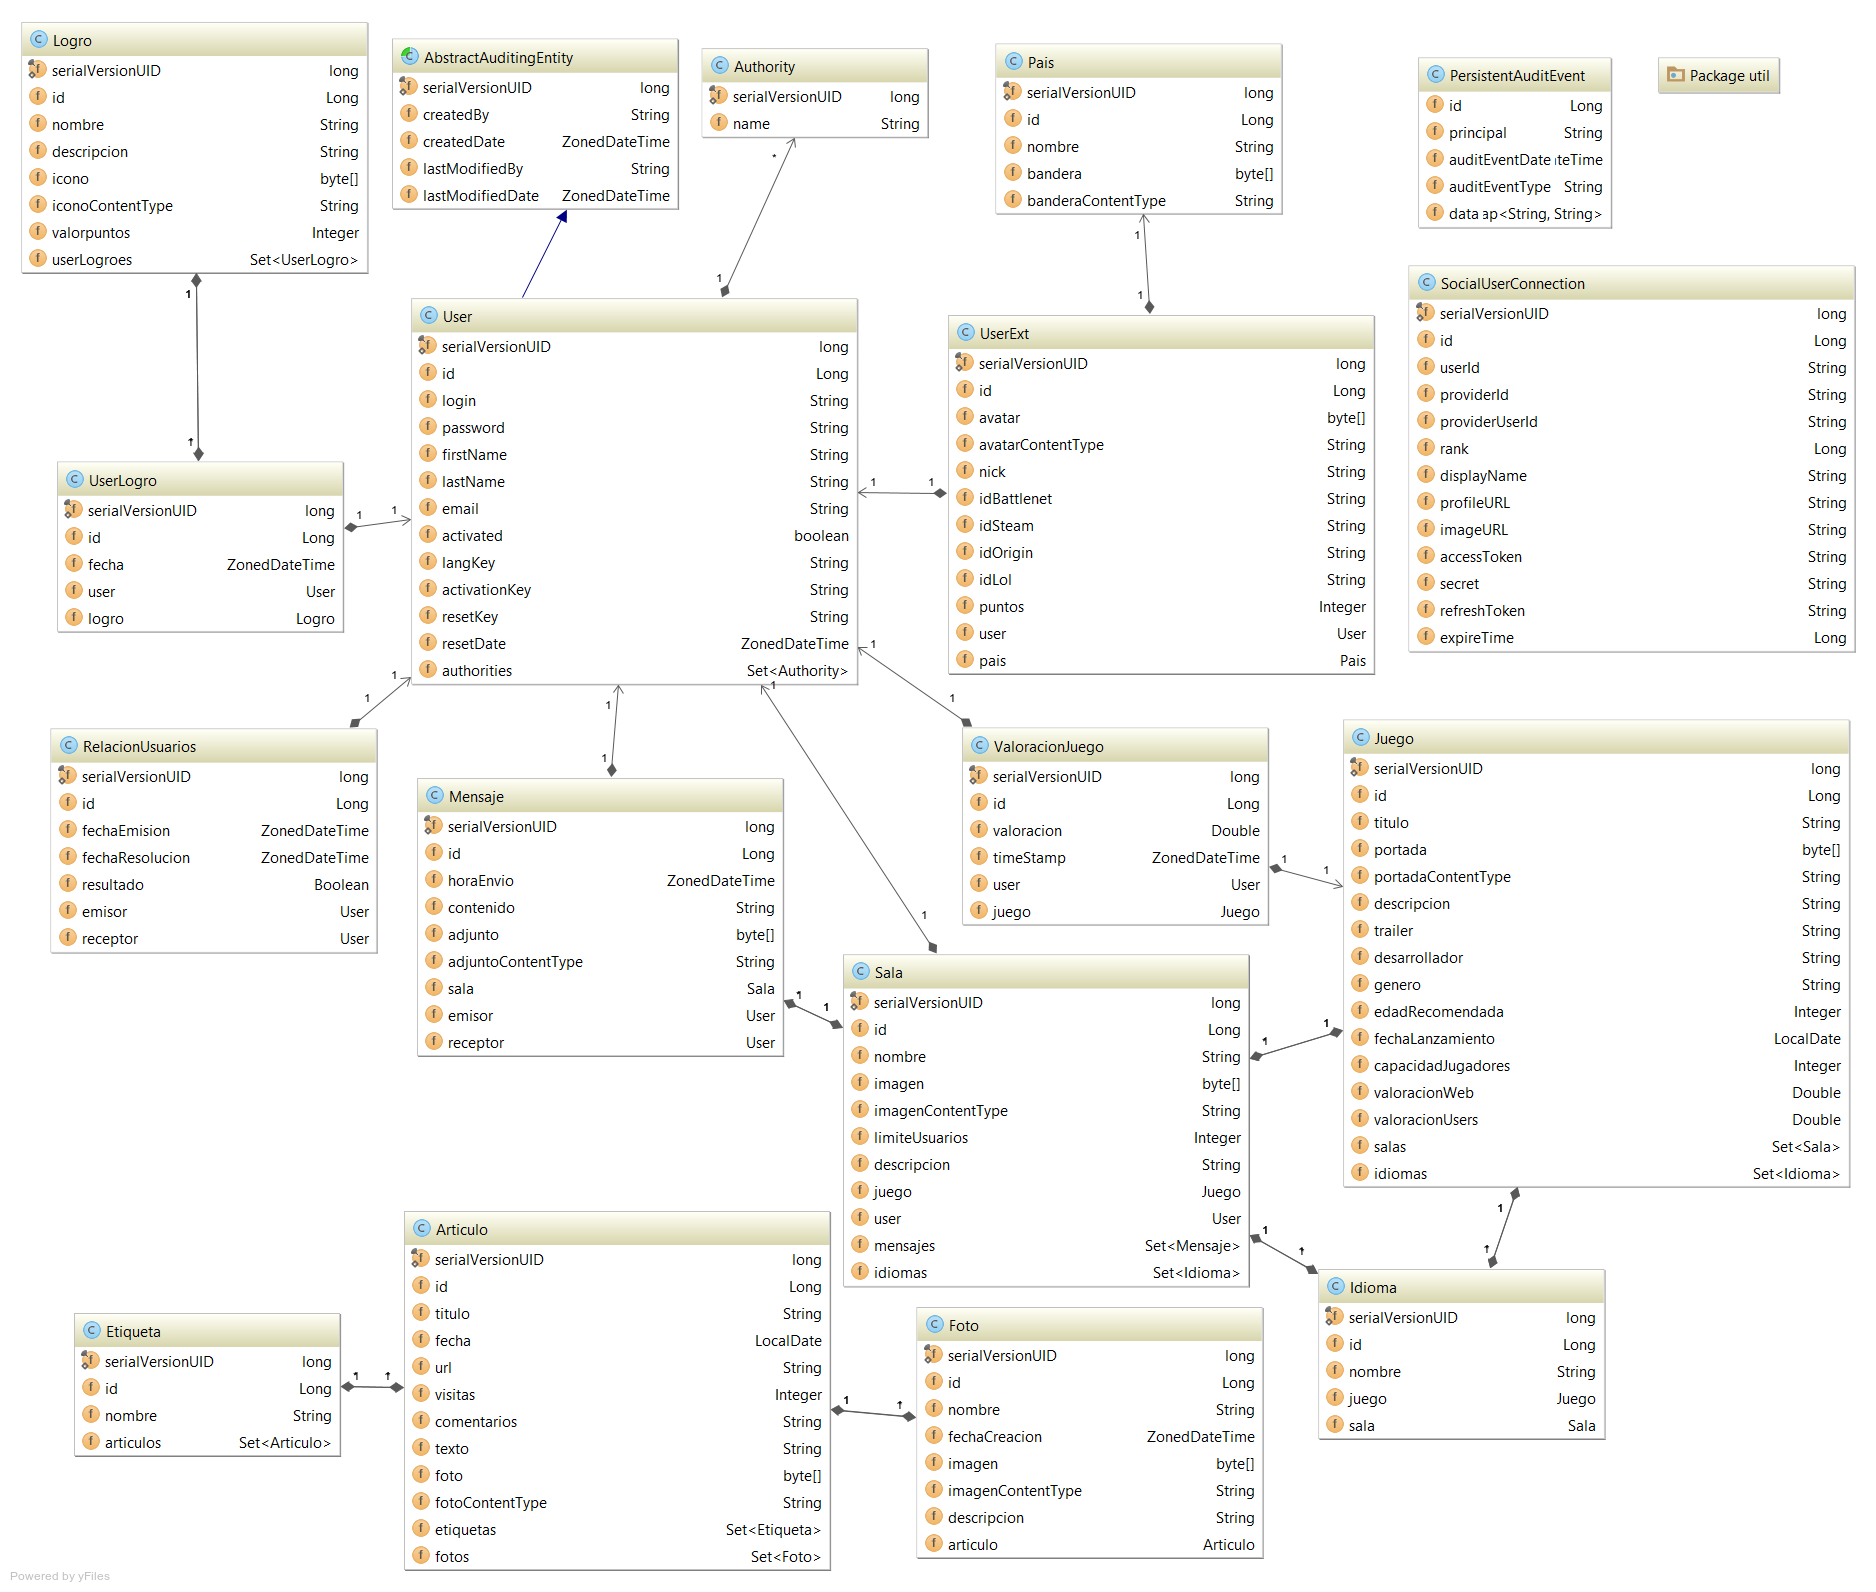 Logro
serialVersionUID long
id Long
nombre String
descripcion String
icono byte[]
iconoContentType String
valorpuntos Integer
userLogroes Set<UserLogro>
AbstractAuditingEntity
serialVersionUID long
createdBy String
createdDate ZonedDateTime
lastModifiedBy String
lastModifiedDate ZonedDateTime
Authority
serialVersionUID long
name String
Pais
serialVersionUID long
id Long
nombre String
bandera byte[]
banderaContentType String
PersistentAuditEvent
id Long
principal String
auditEventDate iteTime
auditEventType String
data ap<String, String>
Package util
User
serialVersionUID long
id Long
login String
password String
firstName String
lastName String
email String
activated boolean
langKey String
activationKey String
resetKey String
resetDate ZonedDateTime
authorities Set<Authority>
UserExt
serialVersionUID long
id Long
avatar byte[]
avatarContentType String
nick String
idBattlenet String
idSteam String
idOrigin String
idLol String
puntos Integer
user User
pais Pais
SocialUserConnection
serialVersionUID long
id Long
userId String
providerId String
providerUserId String
rank Long
displayName String
profileURL String
imageURL String
accessToken String
secret String
refreshToken String
expireTime Long
UserLogro
serialVersionUID long
id Long
fecha ZonedDateTime
user User
logro Logro
RelacionUsuarios
serialVersionUID long
id Long
fechaEmision ZonedDateTime
fechaResolucion ZonedDateTime
resultado Boolean
emisor User
receptor User
Mensaje
serialVersionUID long
id Long
horaEnvio ZonedDateTime
contenido String
adjunto byte[]
adjuntoContentType String
sala Sala
emisor User
receptor User
ValoracionJuego
serialVersionUID long
id Long
valoracion Double
timeStamp ZonedDateTime
user User
juego Juego
Juego
serialVersionUID long
id Long
titulo String
portada byte[]
portadaContentType String
descripcion String
trailer String
desarrollador String
genero String
edadRecomendada Integer
fechaLanzamiento LocalDate
capacidadJugadores Integer
valoracionWeb Double
valoracionUsers Double
salas Set<Sala>
idiomas Set<Idioma>
Sala
serialVersionUID long
id Long
nombre String
imagen byte[]
imagenContentType String
limiteUsuarios Integer
descripcion String
juego Juego
user User
mensajes Set<Mensaje>
idiomas Set<Idioma>
Articulo
serialVersionUID long
id Long
titulo String
fecha LocalDate
url String
visitas Integer
comentarios String
texto String
foto byte[]
fotoContentType String
etiquetas Set<Etiqueta>
fotos Set<Foto>
Etiqueta
serialVersionUID long
id Long
nombre String
articulos Set<Articulo>
Foto
serialVersionUID long
id Long
nombre String
fechaCreacion ZonedDateTime
imagen byte[]
imagenContentType String
descripcion String
articulo Articulo
Idioma
serialVersionUID long
id Long
nombre String
juego Juego
sala Sala
Powered by yFiles